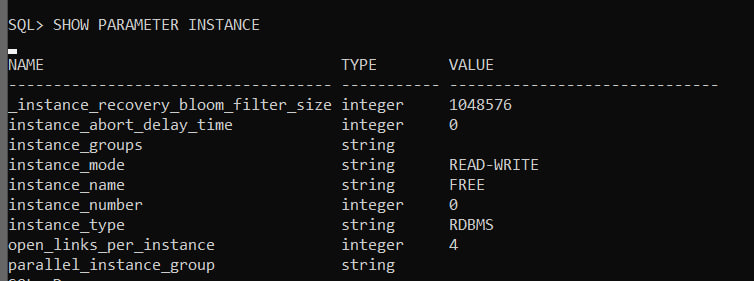 SQL> SHOW PARAMETER INSTANCE
NAME                                 TYPE        VALUE
------------------------------------ ----------- ------------------------------
_instance_recovery_bloom_filter_size integer     1048576
instance_abort_delay_time            integer     0
instance_groups                      string
instance_mode                        string      READ-WRITE
instance_name                        string      FREE
instance_number                      integer     0
instance_type                        string      RDBMS
open_links_per_instance              integer     4
parallel_instance_group              string